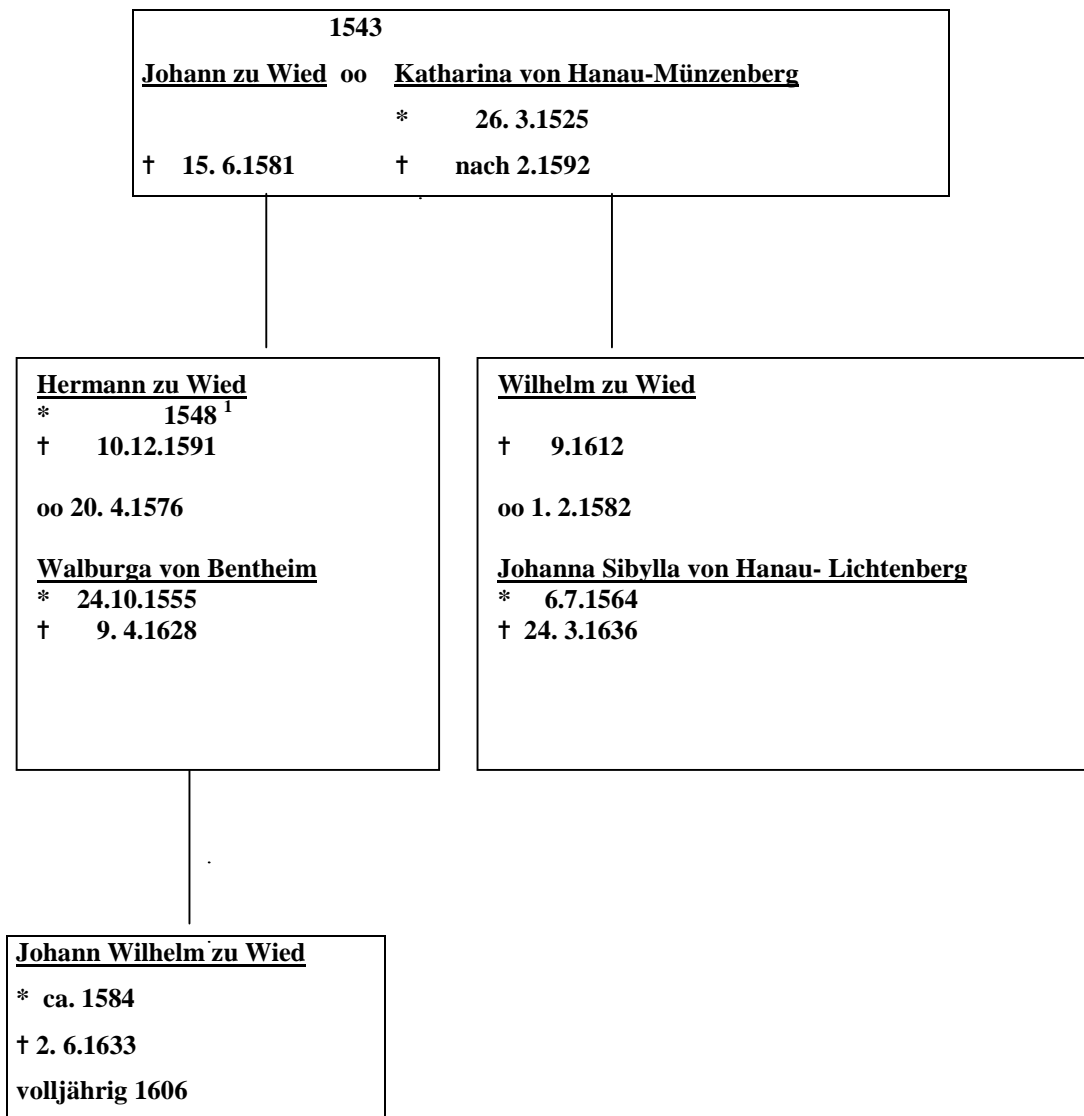 1543
Johann zu Wied oo Katharina von Hanau-Münzenberg
* 26. 3.1525
† 15. 6.1581 † nach 2.1592
Hermann zu Wied
* 1548 1
† 10.12.1591
oo 20. 4.1576
Walburga von Bentheim
* 24.10.1555
† 9. 4.1628
Wilhelm zu Wied
† 9.1612
oo 1. 2.1582
Johanna Sibylla von Hanau- Lichtenberg
* 6.7.1564
† 24. 3.1636
Johann Wilhelm zu Wied
* ca. 1584
† 2. 6.1633
volljährig 1606